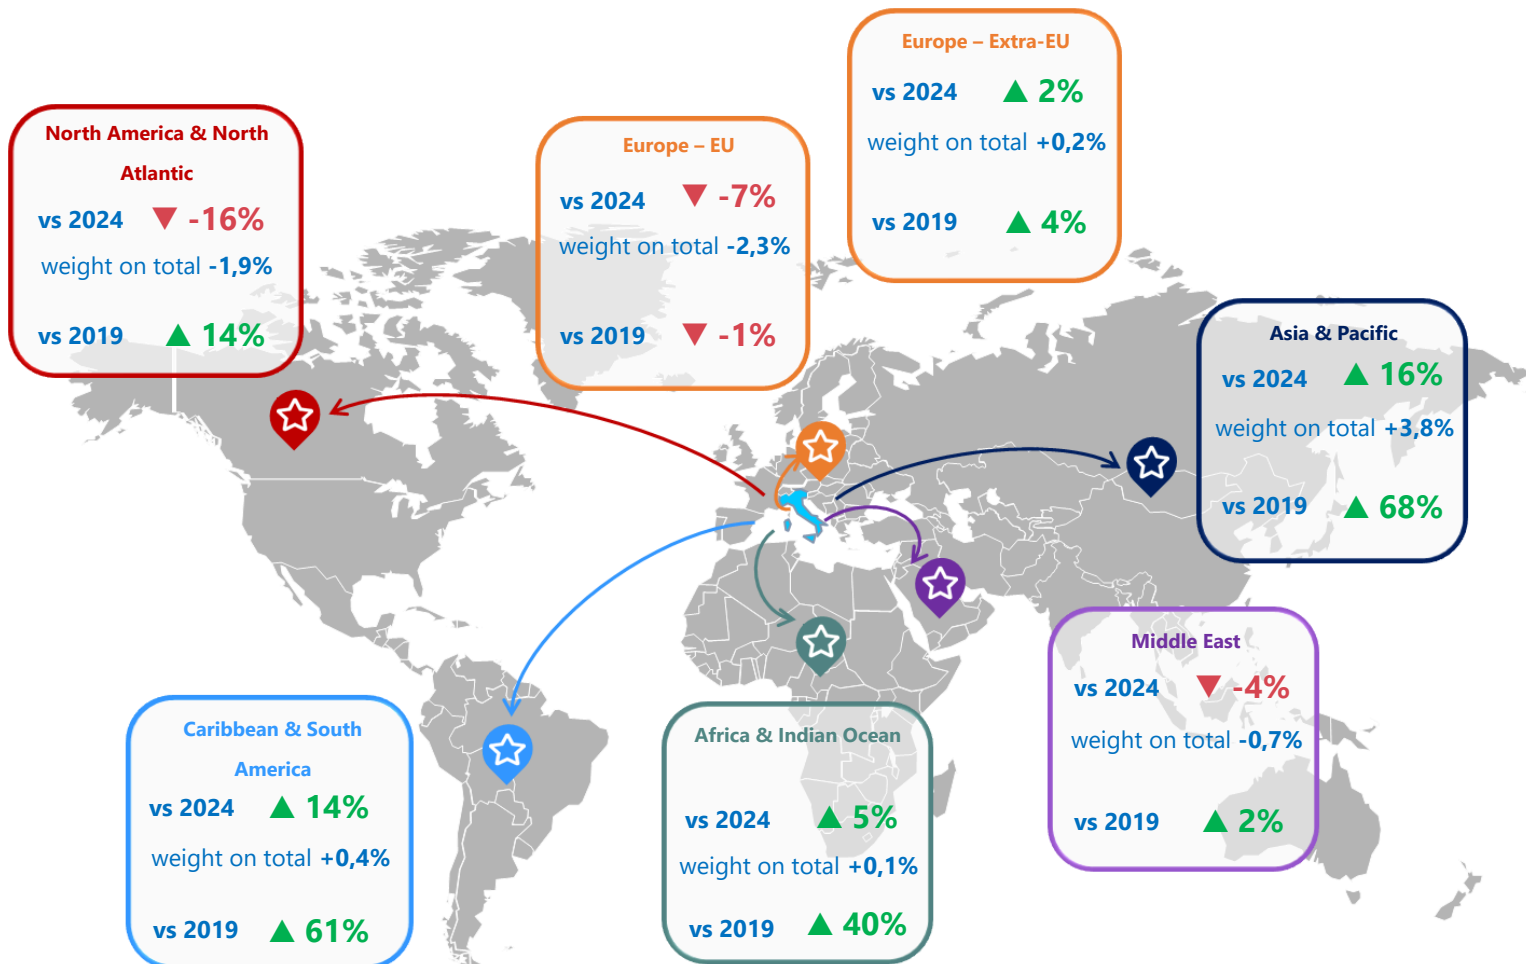 North America & North
Atlantic
vs 2024 ▼ -16%
weight on total -1,9%
vs 2019 ▲ 14%
Europe – EU
vs 2024 ▼ -7%
weight on total -2,3%
vs 2019 ▼ -1%
Europe – Extra-EU
vs 2024 ▲ 2%
weight on total +0,2%
vs 2019 ▲ 4%
Asia & Pacific
vs 2024 ▲ 16%
weight on total +3,8%
vs 2019 ▲ 68%
Caribbean & South
America
vs 2024 ▲ 14%
weight on total +0,4%
vs 2019 ▲ 61%
Africa & Indian Ocean
vs 2024 ▲ 5%
weight on total +0,1%
vs 2019 ▲ 40%
Middle East
vs 2024 ▼ -4%
weight on total -0,7%
vs 2019 ▲ 2%